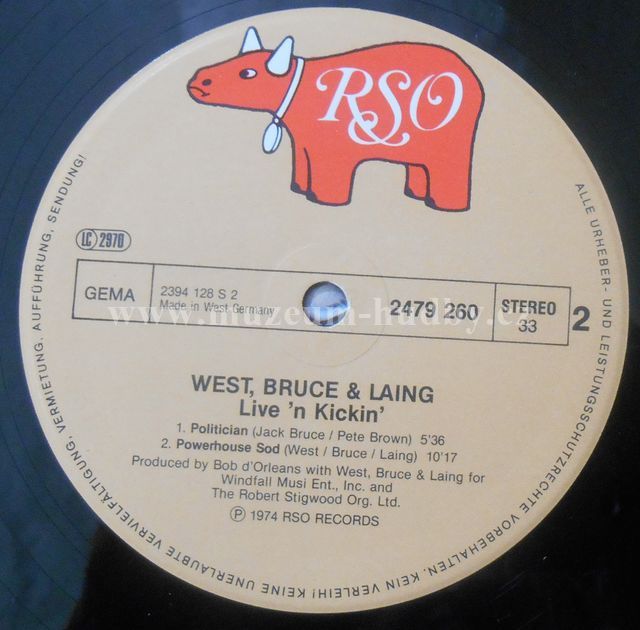 RSO
LC 2970
GEMA
2394 128 S 2
Made in West Germany
2479 260
STEREO
33
2
www.muzeum-hudby.cz
WEST, BRUCE & LAING
Live 'n Kickin'
1. Politician (Jack Bruce / Pete Brown) 5'36
2. Powerhouse Sod (West / Bruce / Laing) 10'17
Produced by Bob d'Orleans with West, Bruce & Laing for
Windfall Musi Ent., Inc. and
The Robert Stigwood Org. Ltd.
Ⓟ 1974 RSO RECORDS
ALLE URHEBER- UND LEISTUNGSSCHUTZRECHTE VORBEHALTEN. KEIN VERLEIH! KEINE UNERLAUBTE VERVIELFÄLTIGUNG, VERMIETUNG, AUFFÜHRUNG, SENDUNG!